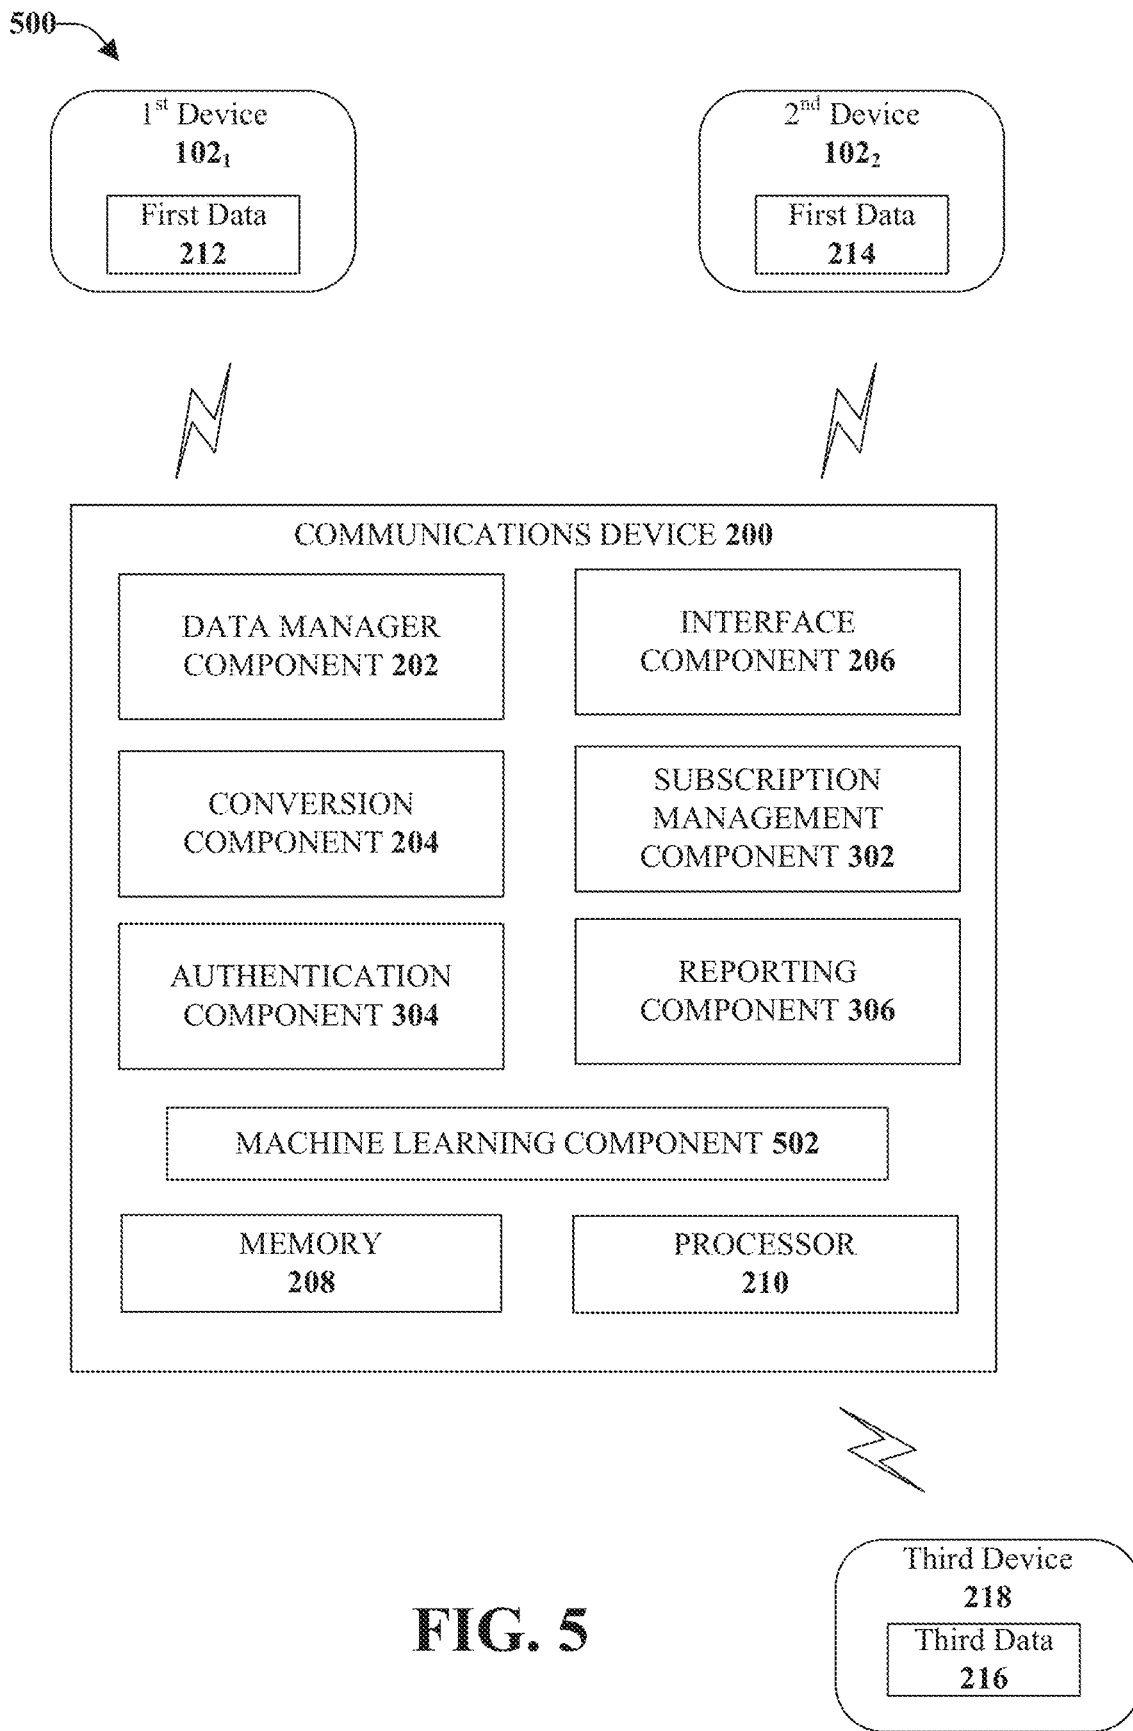 500
1st Device
102₁
First Data
212
2nd Device
102₂
First Data
214
COMMUNICATIONS DEVICE 200
DATA MANAGER
COMPONENT 202
INTERFACE
COMPONENT 206
CONVERSION
COMPONENT 204
SUBSCRIPTION
MANAGEMENT
COMPONENT 302
AUTHENTICATION
COMPONENT 304
REPORTING
COMPONENT 306
MACHINE LEARNING COMPONENT 502
MEMORY
208
PROCESSOR
210
Third Device
218
Third Data
216
FIG. 5